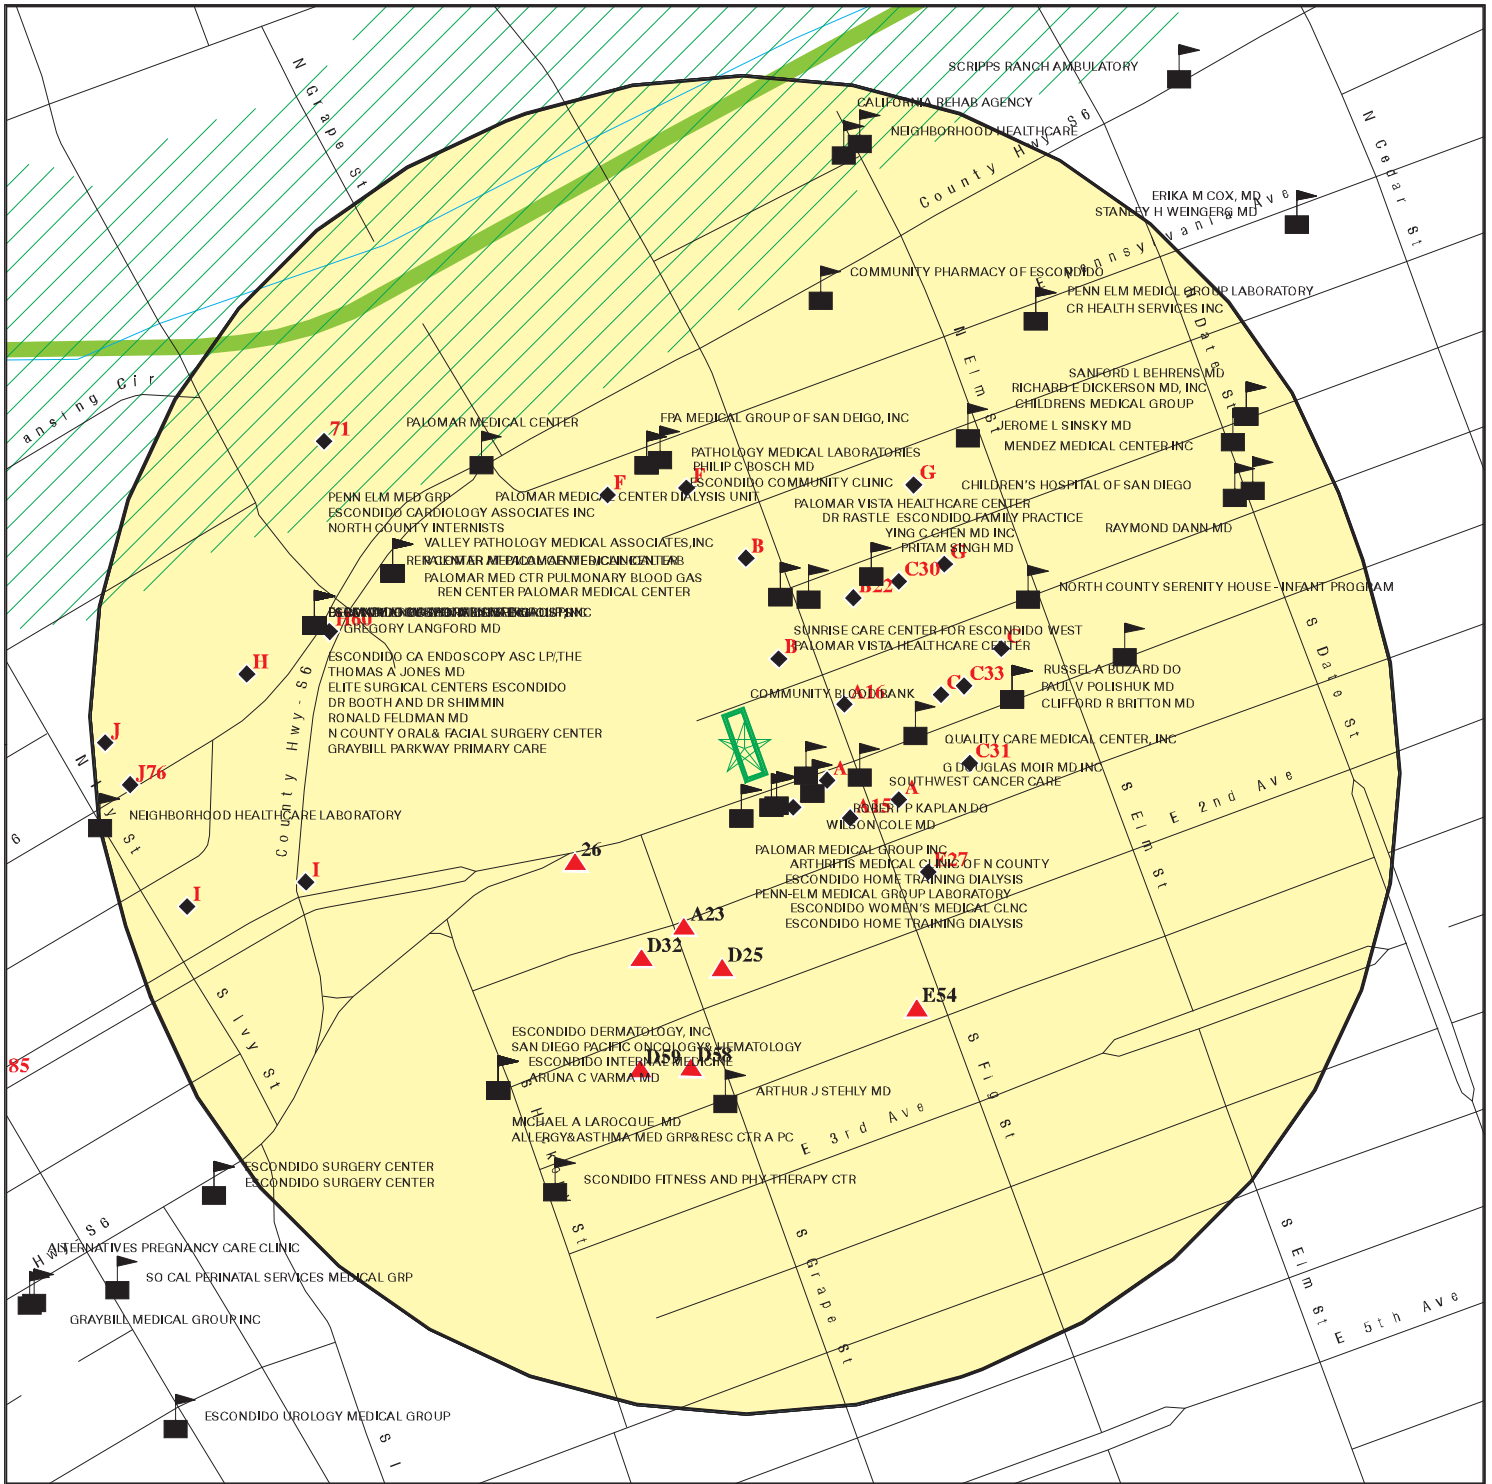 SCRIPPS RANCH AMBULATORY
N Grape St
CALIFORNIA REHAB AGENCY
NEIGHBORHOOD HEALTHCARE
County Hwy S6
N Cedar St
ERIKA M COX, MD
STANLEY H WEINGERG MD
E Pennsylvania Ave
COMMUNITY PHARMACY OF ESCONDIDO
PENN ELM MEDICL GROUP LABORATORY
CR HEALTH SERVICES INC
N Date St
N Elm St
ansing Cir
SANFORD L BEHRENS MD
RICHARD E DICKERSON MD, INC
CHILDRENS MEDICAL GROUP
JEROME L SINSKY MD
MENDEZ MEDICAL CENTER INC
71
PALOMAR MEDICAL CENTER
FPA MEDICAL GROUP OF SAN DEIGO, INC
PATHOLOGY MEDICAL LABORATORIES
PHILIP C BOSCH MD
ESCONDIDO COMMUNITY CLINIC
F
F
G
CHILDREN'S HOSPITAL OF SAN DIEGO
PENN ELM MED GRP
PALOMAR MEDICAL CENTER DIALYSIS UNIT
ESCONDIDO CARDIOLOGY ASSOCIATES INC
NORTH COUNTY INTERNISTS
PALOMAR VISTA HEALTHCARE CENTER
DR RASTLE ESCONDIDO FAMILY PRACTICE
YING C CHEN MD INC
PRITAM SINGH MD
RAYMOND DANN MD
VALLEY PATHOLOGY MEDICAL ASSOCIATES,INC
PALOMAR MED CTR PULMONARY BLOOD GAS
REN CENTER PALOMAR MEDICAL CENTER
B
G
C30
B22
NORTH COUNTY SERENITY HOUSE - INFANT PROGRAM
H60
GREGORY LANGFORD MD
SUNRISE CARE CENTER FOR ESCONDIDO WEST
PALOMAR VISTA HEALTHCARE CENTER
C
B
H
ESCONDIDO CA ENDOSCOPY ASC LP/,THE
THOMAS A JONES MD
ELITE SURGICAL CENTERS ESCONDIDO
DR BOOTH AND DR SHIMMIN
RONALD FELDMAN MD
N COUNTY ORAL& FACIAL SURGERY CENTER
GRAYBILL PARKWAY PRIMARY CARE
S Date St
RUSSEL A BUZARD DO
PAUL V POLISHUK MD
CLIFFORD R BRITTON MD
C33
C
COMMUNITY BLOOD BANK
A16
QUALITY CARE MEDICAL CENTER, INC
J
J76
C31
G DOUGLAS MOIR MD INC
SOUTHWEST CANCER CARE
A
A
A15
ROBERT P KAPLAN DO
WILSON COLE MD
County Hwy- S6
NEIGHBORHOOD HEALTHCARE LABORATORY
N Ivy St
6
E 2nd Ave
S Elm St
26
PALOMAR MEDICAL GROUP INC
ARTHRITIS MEDICAL CLINIC OF N COUNTY
E27
ESCONDIDO HOME TRAINING DIALYSIS
PENN-ELM MEDICAL GROUP LABORATORY
ESCONDIDO WOMEN'S MEDICAL CLNC
ESCONDIDO HOME TRAINING DIALYSIS
I
I
A23
D32
D25
E54
S Ivy St
85
ESCONDIDO DERMATOLOGY, INC
SAN DIEGO PACIFIC ONCOLOGY& HEMATOLOGY
ESCONDIDO INTERNAL MEDICINE
ARUNA C VARMA MD
D59
D58
S Fig St
ARTHUR J STEHLY MD
MICHAEL A LAROCQUE MD
ALLERGY&ASTHMA MED GRP&RESC CTR A PC
E 3rd Ave
ESCONDIDO SURGERY CENTER
ESCONDIDO SURGERY CENTER
SCONDIDO FITNESS AND PHY THERAPY CTR
Hwy- S6
ALTERNATIVES PREGNANCY CARE CLINIC
SO CAL PERINATAL SERVICES MEDICAL GRP
GRAYBILL MEDICAL GROUP INC
S Grape St
S Elm St
E 5th Ave
ESCONDIDO UROLOGY MEDICAL GROUP
S I